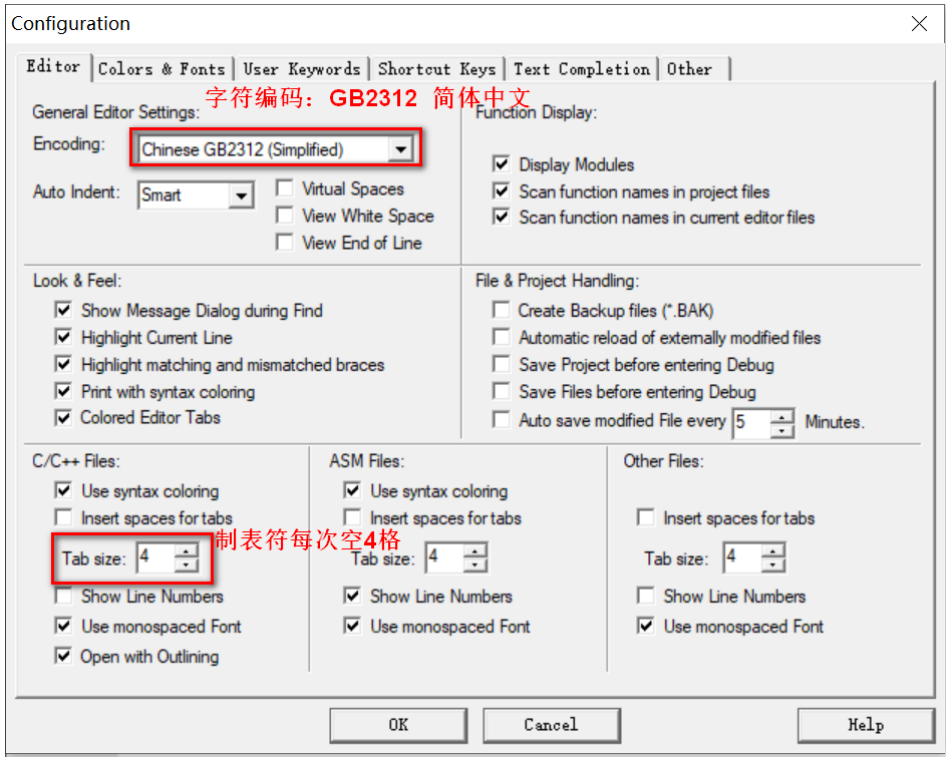 Configuration
Editor Colors & Fonts User Keywords Shortcut Keys Text Completion Other
字符编码：GB2312 简体中文
General Editor Settings:
Encoding: Chinese GB2312 (Simplified)
Auto Indent: Smart
Virtual Spaces
View White Space
View End of Line
Function Display:
Display Modules
Scan function names in project files
Scan function names in current editor files
Look & Feel:
Show Message Dialog during Find
Highlight Current Line
Highlight matching and mismatched braces
Print with syntax coloring
Colored Editor Tabs
File & Project Handling:
Create Backup files (*.BAK)
Automatic reload of externally modified files
Save Project before entering Debug
Save Files before entering Debug
Auto save modified File every 5 Minutes.
C/C++ Files:
Use syntax coloring
Insert spaces for tabs
制表符每次空4格
Tab size: 4
Show Line Numbers
Use monospaced Font
Open with Outlining
ASM Files:
Use syntax coloring
Insert spaces for tabs
Tab size: 4
Show Line Numbers
Use monospaced Font
Other Files:
Insert spaces for tabs
Tab size: 4
Show Line Numbers
Use monospaced Font
OK Cancel Help